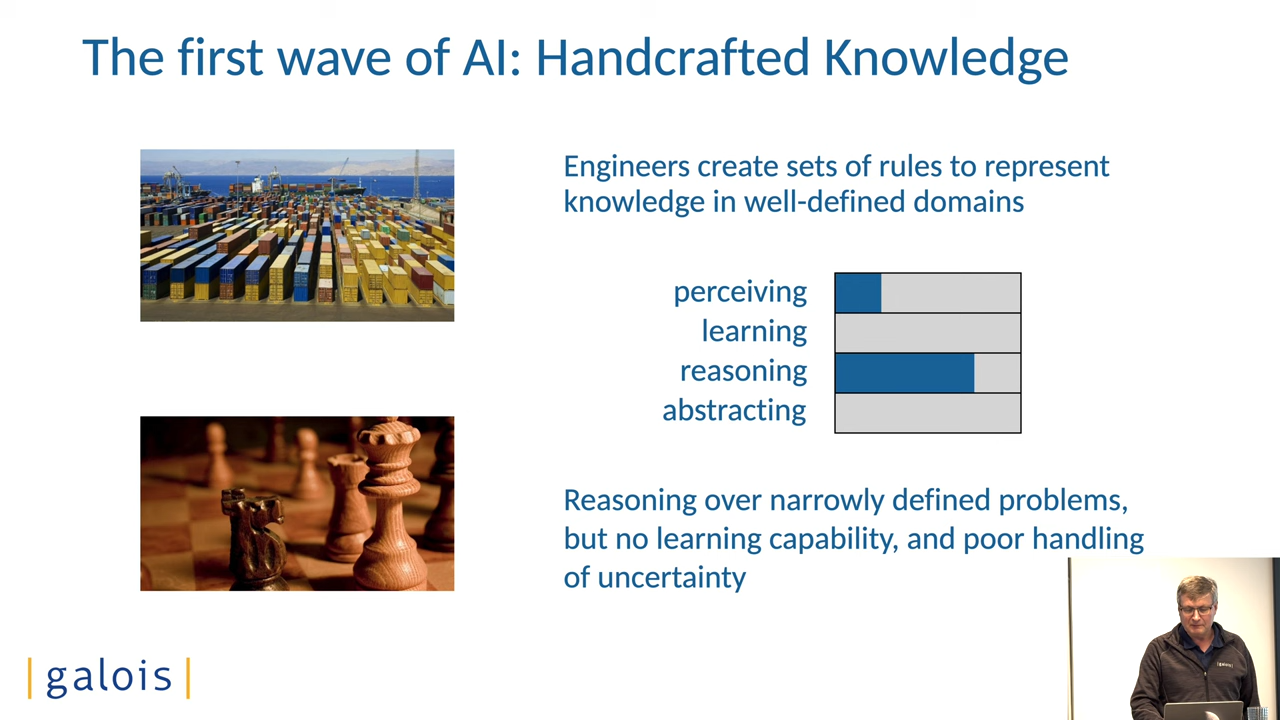 The first wave of AI: Handcrafted Knowledge
Engineers create sets of rules to represent
knowledge in well-defined domains
perceiving
learning
reasoning
abstracting
Reasoning over narrowly defined problems,
but no learning capability, and poor handling
of uncertainty
|galois|